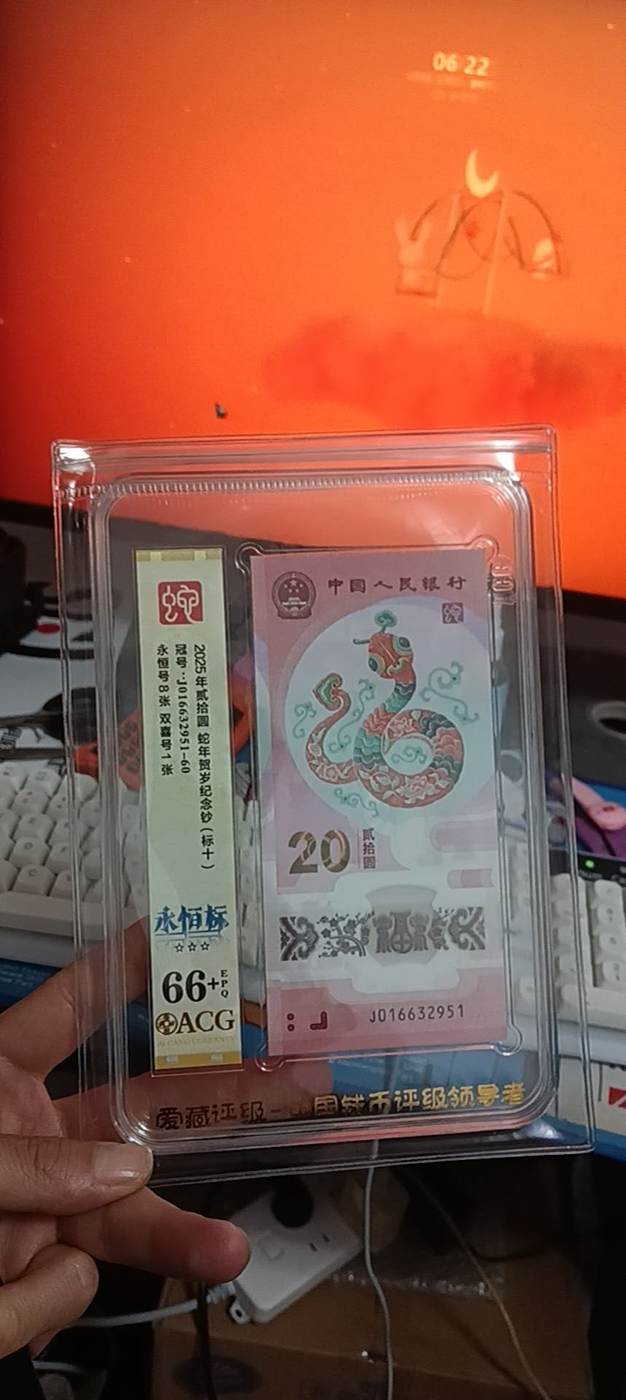 06 22
蛇
2025年贰拾圆 蛇年贺岁纪念钞(标十)
冠号:J016632951-60
永恒号8张 双喜号1张
永恒标
☆☆☆
66+EPQ
ACG
中国人民银行
20
贰拾圆
福
J016632951
爱藏评级-中国钱币评级领导者